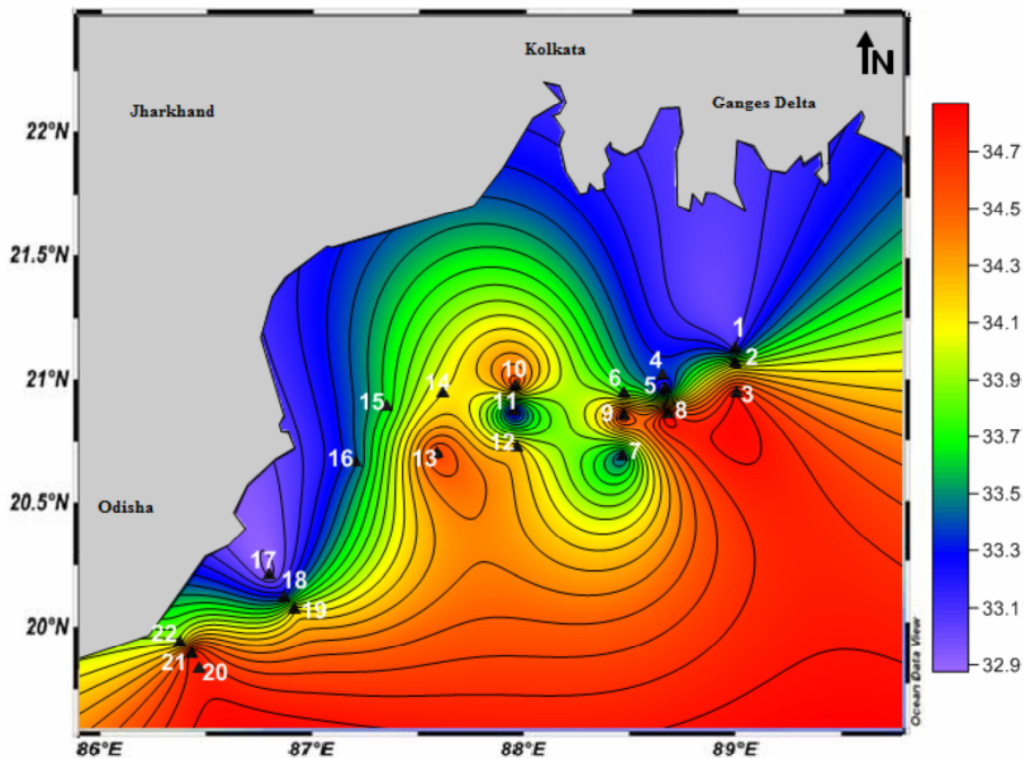 Kolkata
N
Jharkhand
Ganges Delta
22°N
21.5°N
21°N
20.5°N
20°N
Odisha
1
2
3
4
5
6
7
8
9
10
11
12
13
14
15
16
17
18
19
20
21
22
86°E
87°E
88°E
89°E
Ocean Data View
34.7
34.5
34.3
34.1
33.9
33.7
33.5
33.3
33.1
32.9